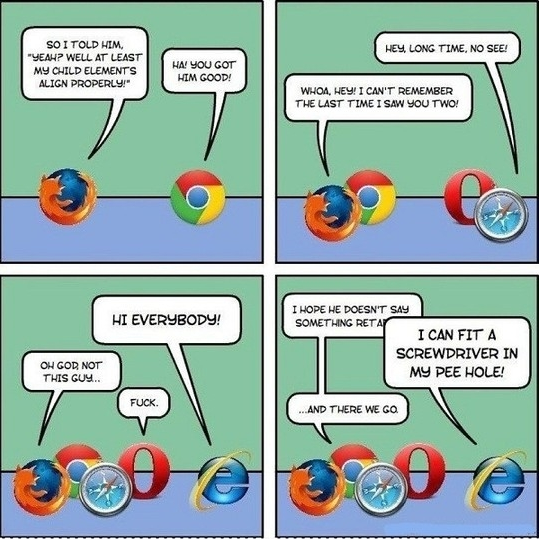 SO I TOLD HIM,
"YEAH? WELL AT LEAST
MY CHILD ELEMENTS
ALIGN PROPERLY!"
HA! YOU GOT
HIM GOOD!
HEY, LONG TIME, NO SEE!
WHOA, HEY! I CAN'T REMEMBER
THE LAST TIME I SAW YOU TWO!
HI EVERYBODY!
OH GOD, NOT
THIS GUY...
FUCK.
I HOPE HE DOESN'T SAY
SOMETHING
I CAN FIT A
SCREWDRIVER IN
MY PEE HOLE!
...AND THERE WE GO.